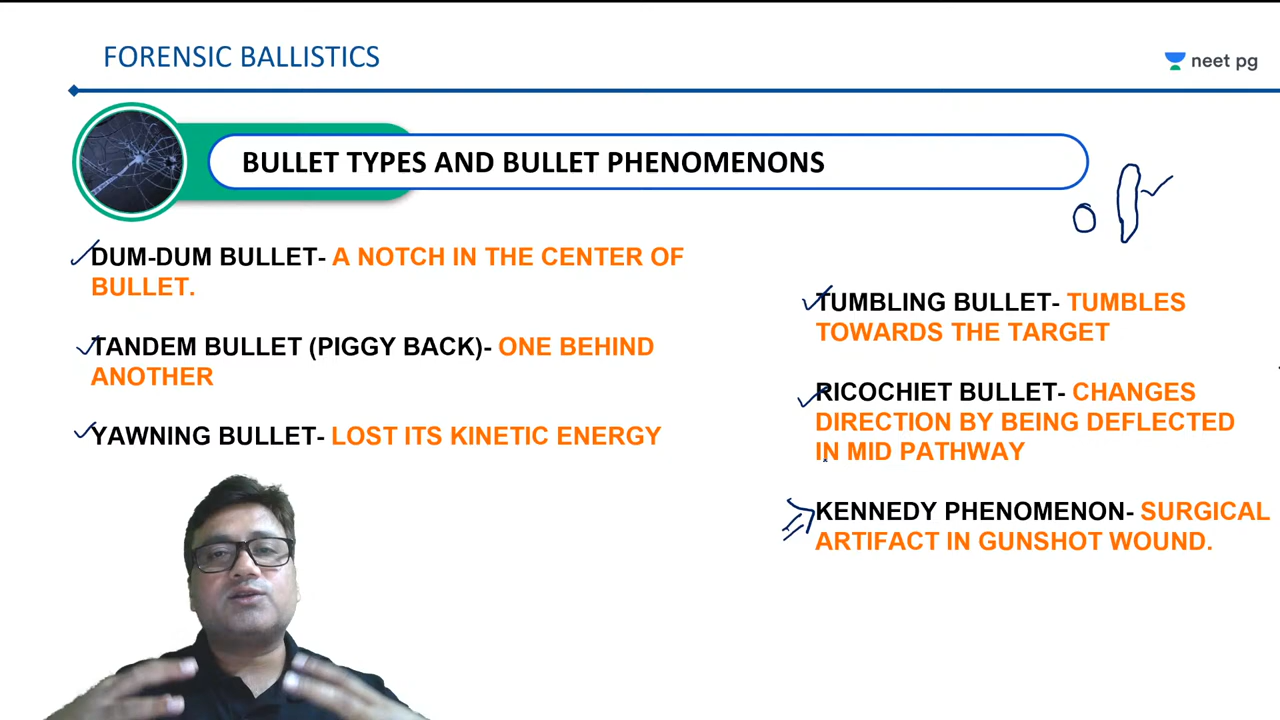 FORENSIC BALLISTICS
neet pg
BULLET TYPES AND BULLET PHENOMENONS
DUM-DUM BULLET- A NOTCH IN THE CENTER OF
BULLET.
TANDEM BULLET (PIGGY BACK)- ONE BEHIND
ANOTHER
YAWNING BULLET- LOST ITS KINETIC ENERGY
TUMBLING BULLET- TUMBLES
TOWARDS THE TARGET
RICOCHIET BULLET- CHANGES
DIRECTION BY BEING DEFLECTED
IN MID PATHWAY
KENNEDY PHENOMENON- SURGICAL
ARTIFACT IN GUNSHOT WOUND.